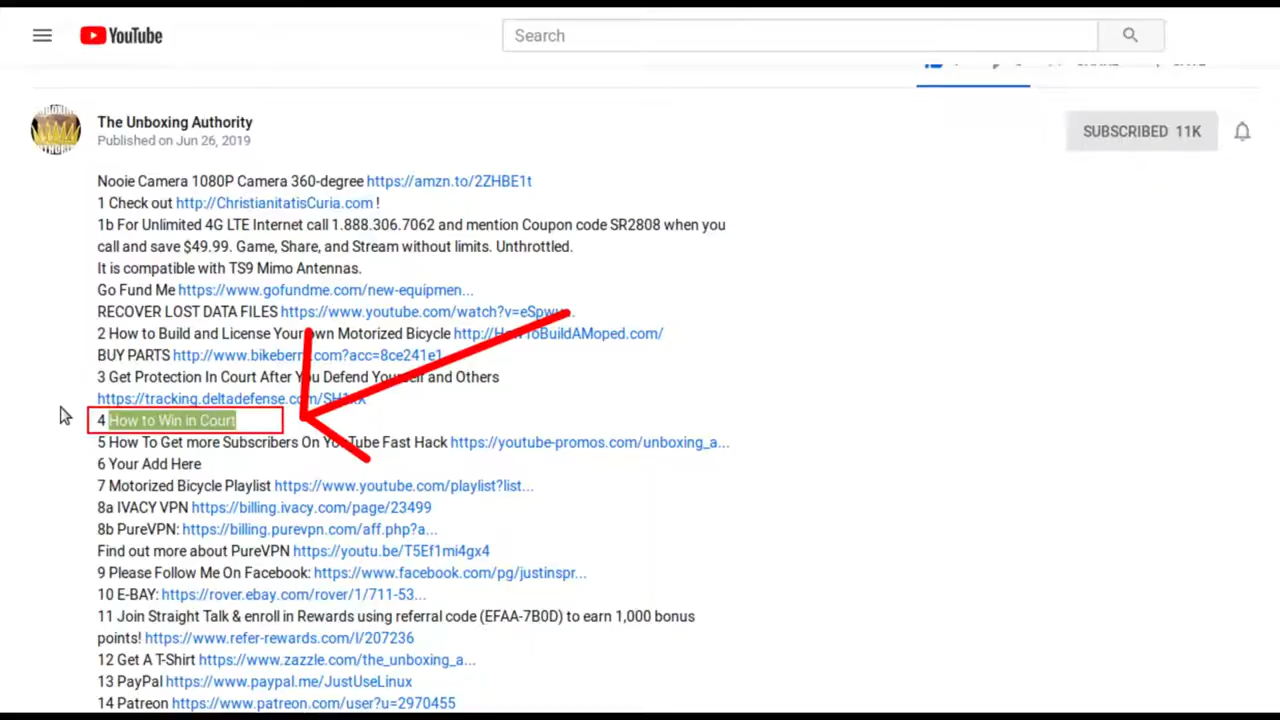 YouTube
Search
The Unboxing Authority
Published on Jun 26, 2019
SUBSCRIBED 11K
Nooie Camera 1080P Camera 360-degree https://amzn.to/2ZHBE1t
1 Check out http://ChristianitatisCuria.com !
1b For Unlimited 4G LTE Internet call 1.888.306.7062 and mention Coupon code SR2808 when you
call and save $49.99. Game, Share, and Stream without limits. Unthrottled.
It is compatible with TS9 Mimo Antennas.
Go Fund Me https://www.gofundme.com/new-equipmen...
RECOVER LOST DATA FILES
2 How to Build and License Your own Motorized Bicycle http://HowToBuildAMoped.com/
BUY PARTS
3 Get Protection In Court After You Defend Yourself and Others
4 How to Win in Court
5 How To Get more Subscribers On YouTube Fast Hack https://youtube-promos.com/unboxing_a...
6 Your Add Here
7 Motorized Bicycle Playlist https://www.youtube.com/playlist?list...
8a IVACY VPN https://billing.ivacy.com/page/23499
8b PureVPN: https://billing.purevpn.com/aff.php?a...
Find out more about PureVPN https://youtu.be/T5Ef1mi4gx4
9 Please Follow Me On Facebook: https://www.facebook.com/pg/justinspr...
10 E-BAY: https://rover.ebay.com/rover/1/711-53...
11 Join Straight Talk & enroll in Rewards using referral code (EFAA-7B0D) to earn 1,000 bonus
points! https://www.refer-rewards.com/l/207236
12 Get A T-Shirt https://www.zazzle.com/the_unboxing_a...
13 PayPal https://www.paypal.me/JustUseLinux
14 Patreon https://www.patreon.com/user?u=2970455